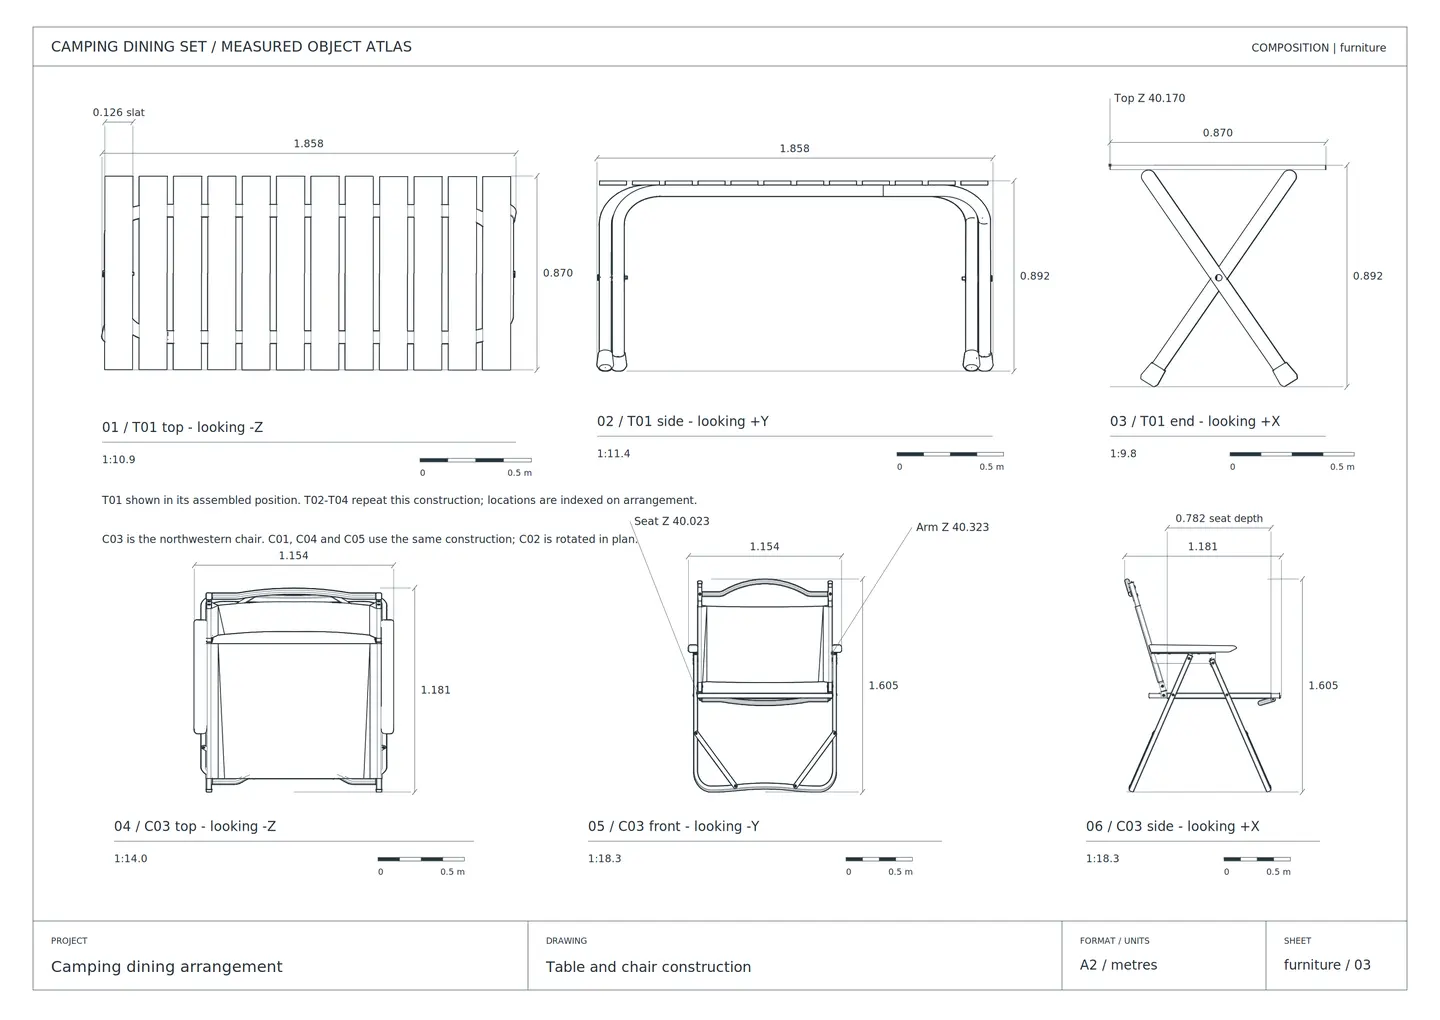 CAMPING DINING SET / MEASURED OBJECT ATLAS
COMPOSITION | furniture
0.126 slat
1.858
0.870
01 / T01 top - looking -Z
1:10.9
0 0.5 m
1.858
0.892
02 / T01 side - looking +Y
1:11.4
0 0.5 m
Top Z 40.170
0.870
0.892
03 / T01 end - looking +X
1:9.8
0 0.5 m
T01 shown in its assembled position. T02-T04 repeat this construction; locations are indexed on arrangement.
C03 is the northwestern chair. C01, C04 and C05 use the same construction; C02 is rotated in plan.
1.154
1.181
04 / C03 top - looking -Z
1:14.0
0 0.5 m
Seat Z 40.023
Arm Z 40.323
1.154
1.605
05 / C03 front - looking -Y
1:18.3
0 0.5 m
0.782 seat depth
1.181
1.605
06 / C03 side - looking +X
1:18.3
0 0.5 m
PROJECT
Camping dining arrangement
DRAWING
Table and chair construction
FORMAT / UNITS
A2 / metres
SHEET
furniture / 03